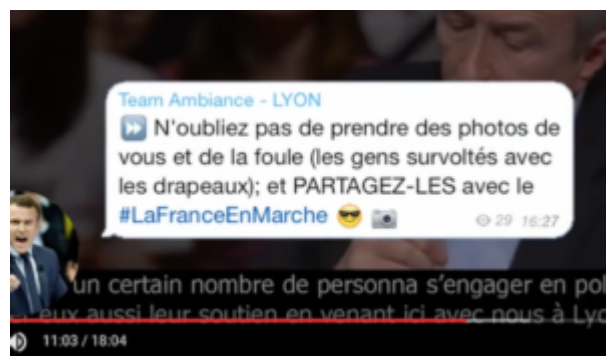 Team Ambiance - LYON
⏩ N'oubliez pas de prendre des photos de
vous et de la foule (les gens survoltés avec
les drapeaux); et PARTAGEZ-LES avec le
#LaFranceEnMarche 😎 📷
29 16:27
un certain nombre de personna s'engager en pol
eux aussi leur soutien en venant ici avec nous à Lyo
11:03 / 18:04